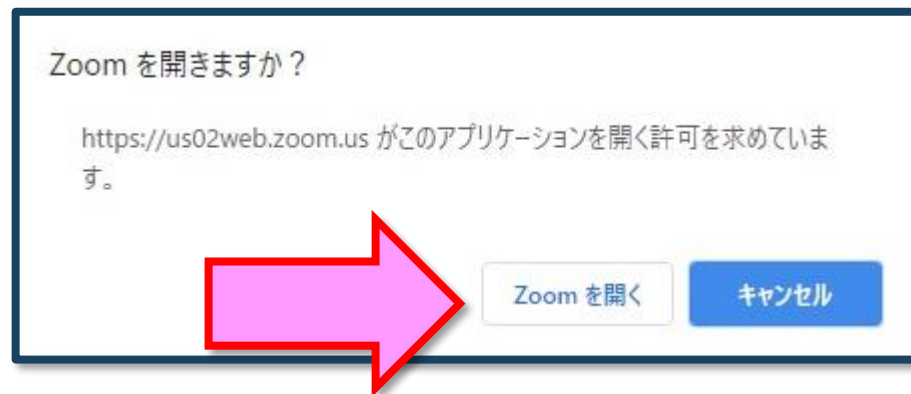 Zoom を開きますか？
https://us02web.zoom.us がこのアプリケーションを開く許可を求めていま
す。
Zoom を開く
キャンセル